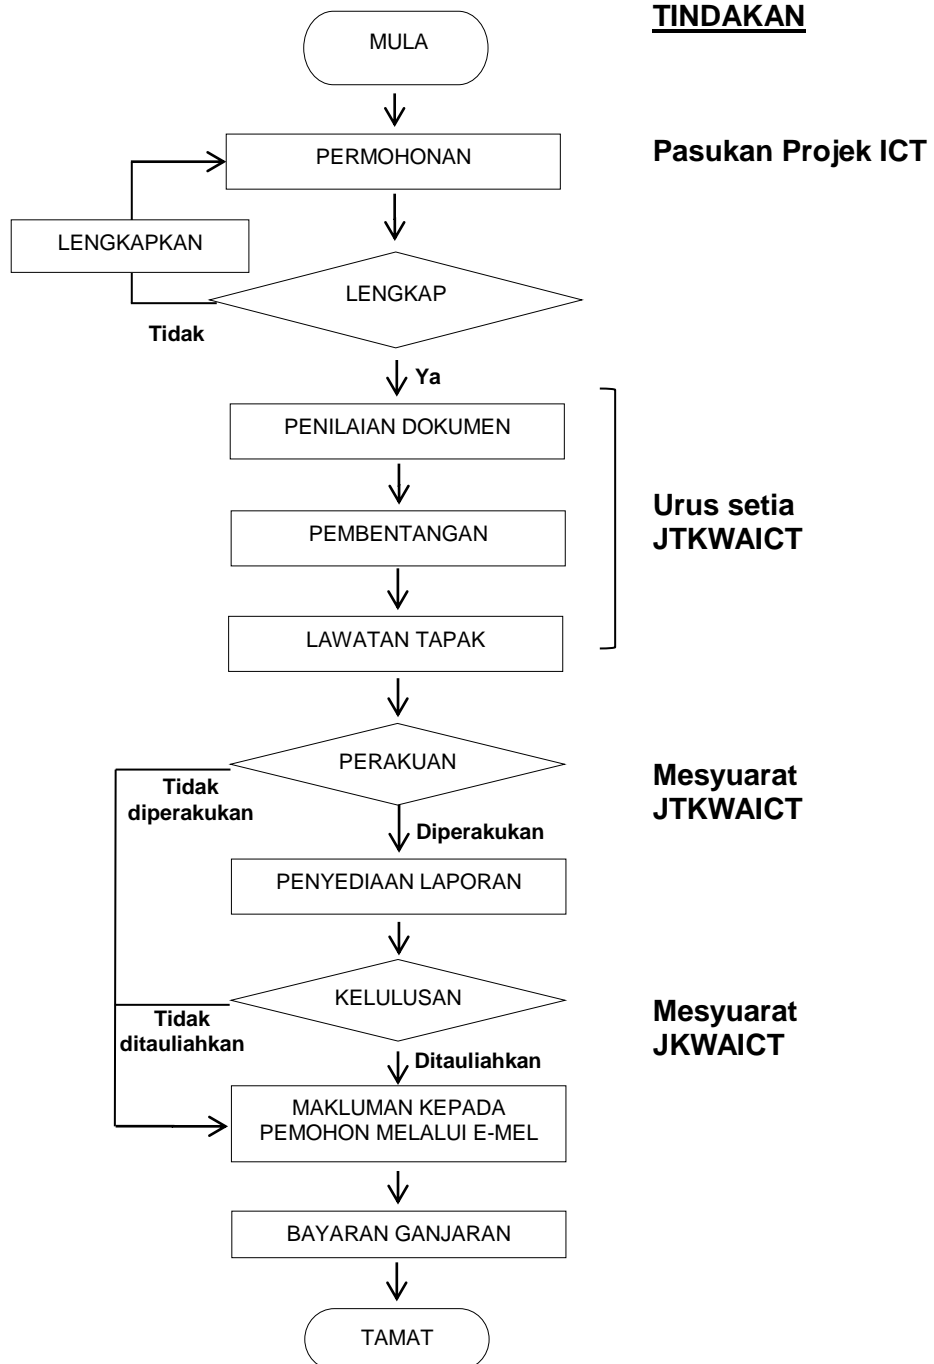 TINDAKAN
MULA
PERMOHONAN
Pasukan Projek ICT
LENGKAPKAN
LENGKAP
Tidak
Ya
PENILAIAN DOKUMEN
PEMBENTANGAN
Urus setia
JTKWAICT
LAWATAN TAPAK
PERAKUAN
Mesyuarat
JTKWAICT
Tidak
diperakukan
Diperakukan
PENYEDIAAN LAPORAN
KELULUSAN
Mesyuarat
JKWAICT
Tidak
ditauliahkan
Ditauliahkan
MAKLUMAN KEPADA
PEMOHON MELALUI E-MEL
BAYARAN GANJARAN
TAMAT